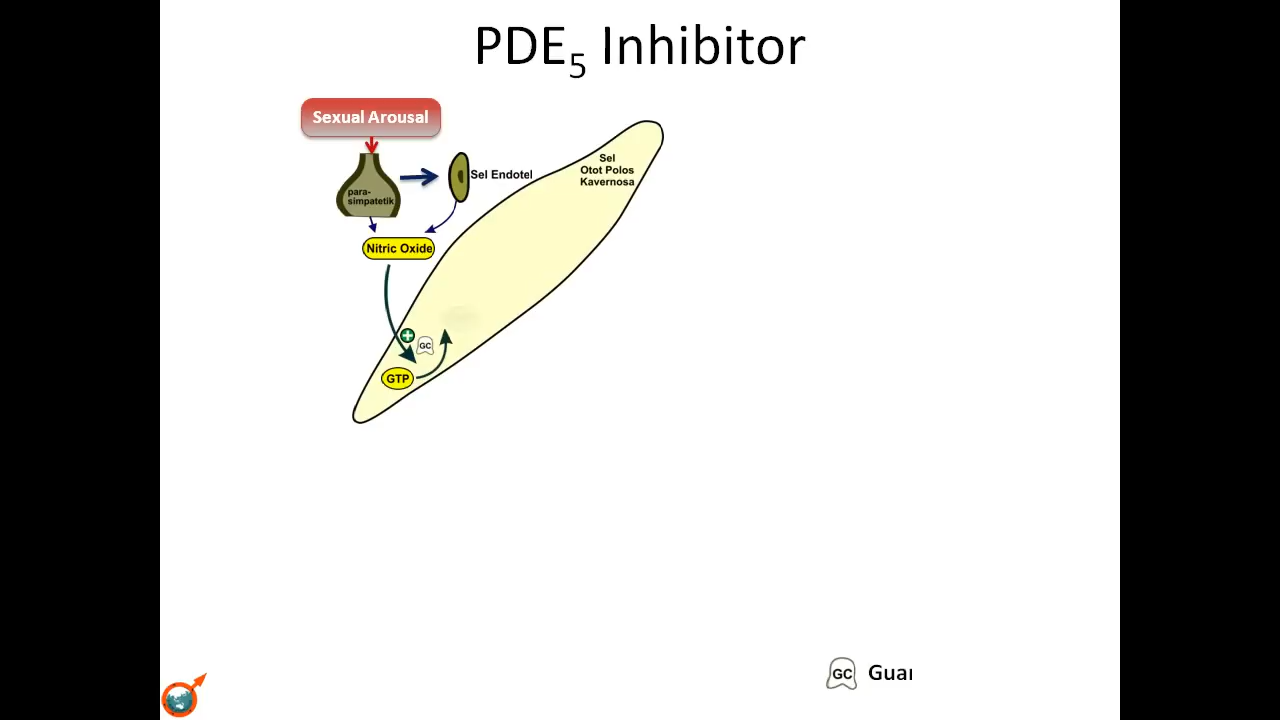 PDE5 Inhibitor
Sexual Arousal
para-
simpatetik
Sel Endotel
Sel
Otot Polos
Kavernosa
Nitric Oxide
GC
GTP
GC Guar